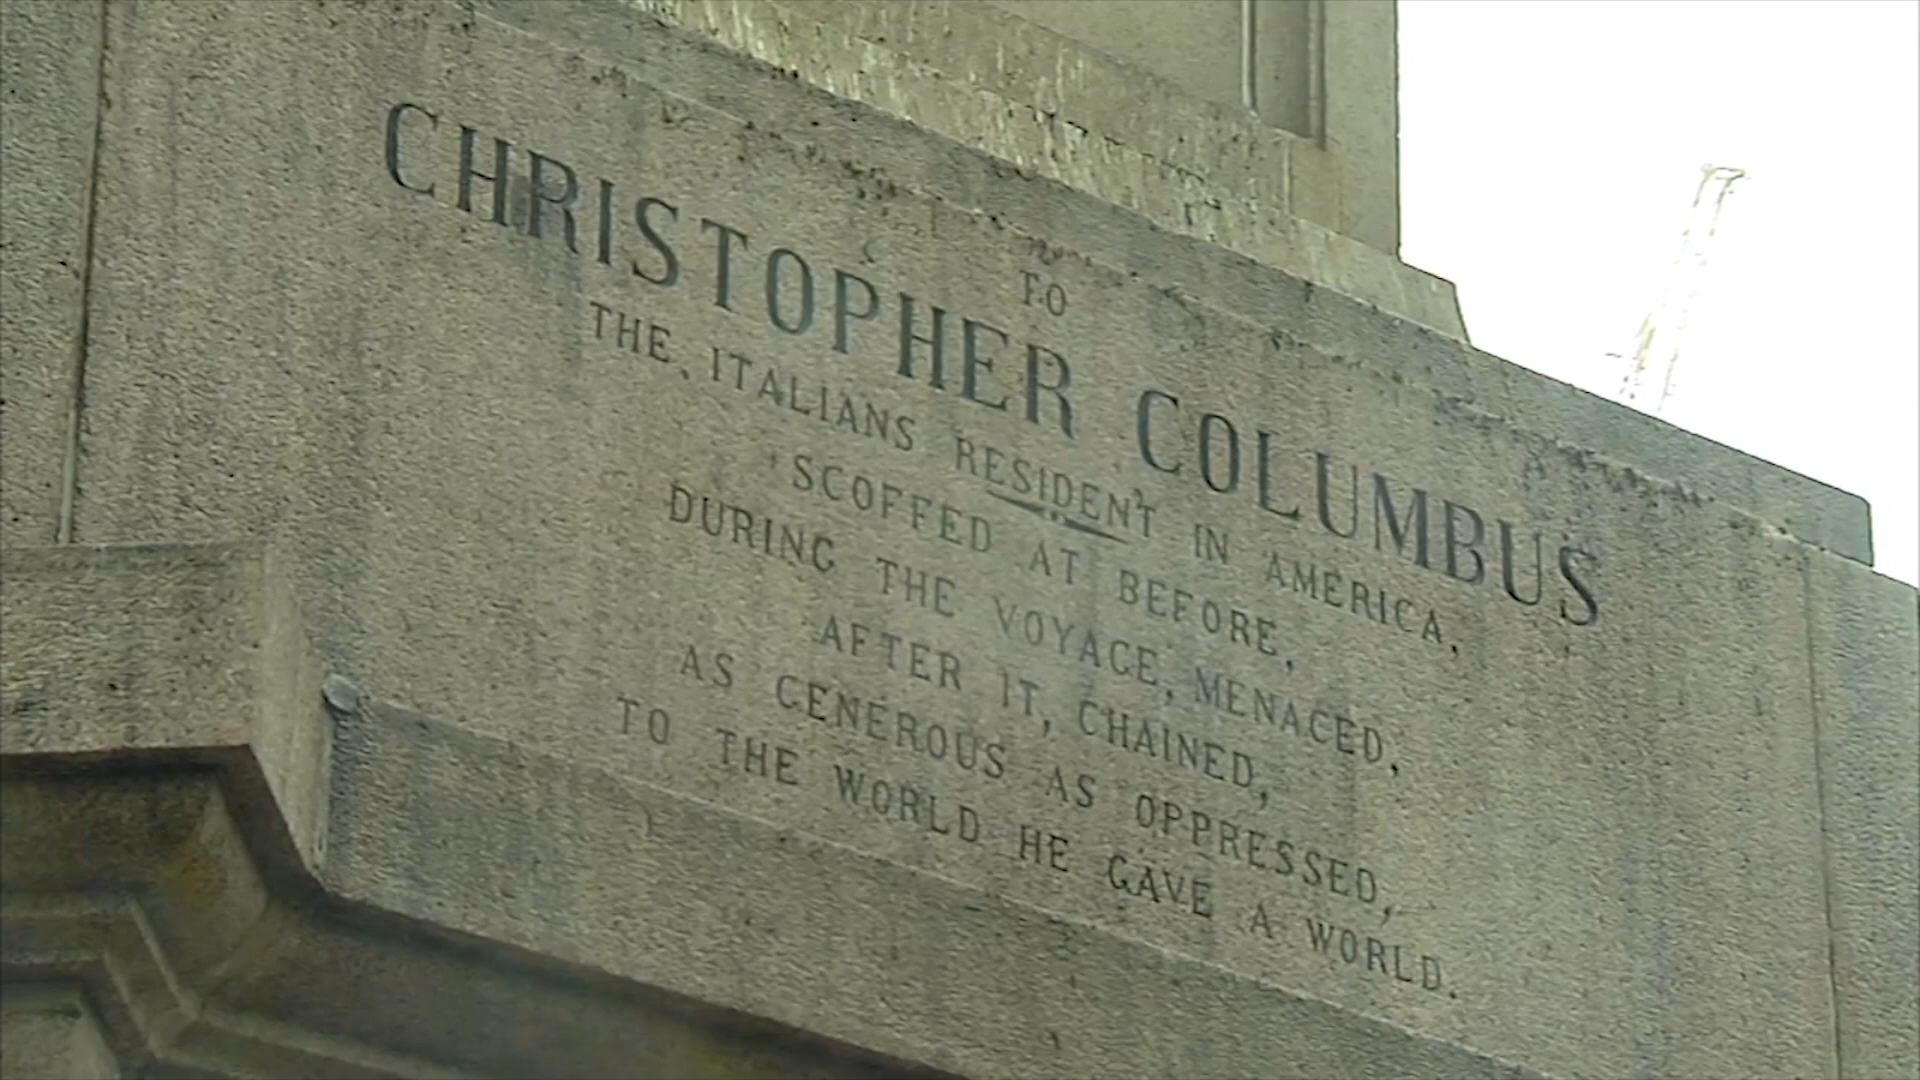 TO
CHRISTOPHER COLUMBUS
THE ITALIANS RESIDENT IN AMERICA,
SCOFFED AT BEFORE,
DURING THE VOYAGE, MENACED,
AFTER IT, CHAINED,
AS GENEROUS AS OPPRESSED,
TO THE WORLD HE GAVE A WORLD.